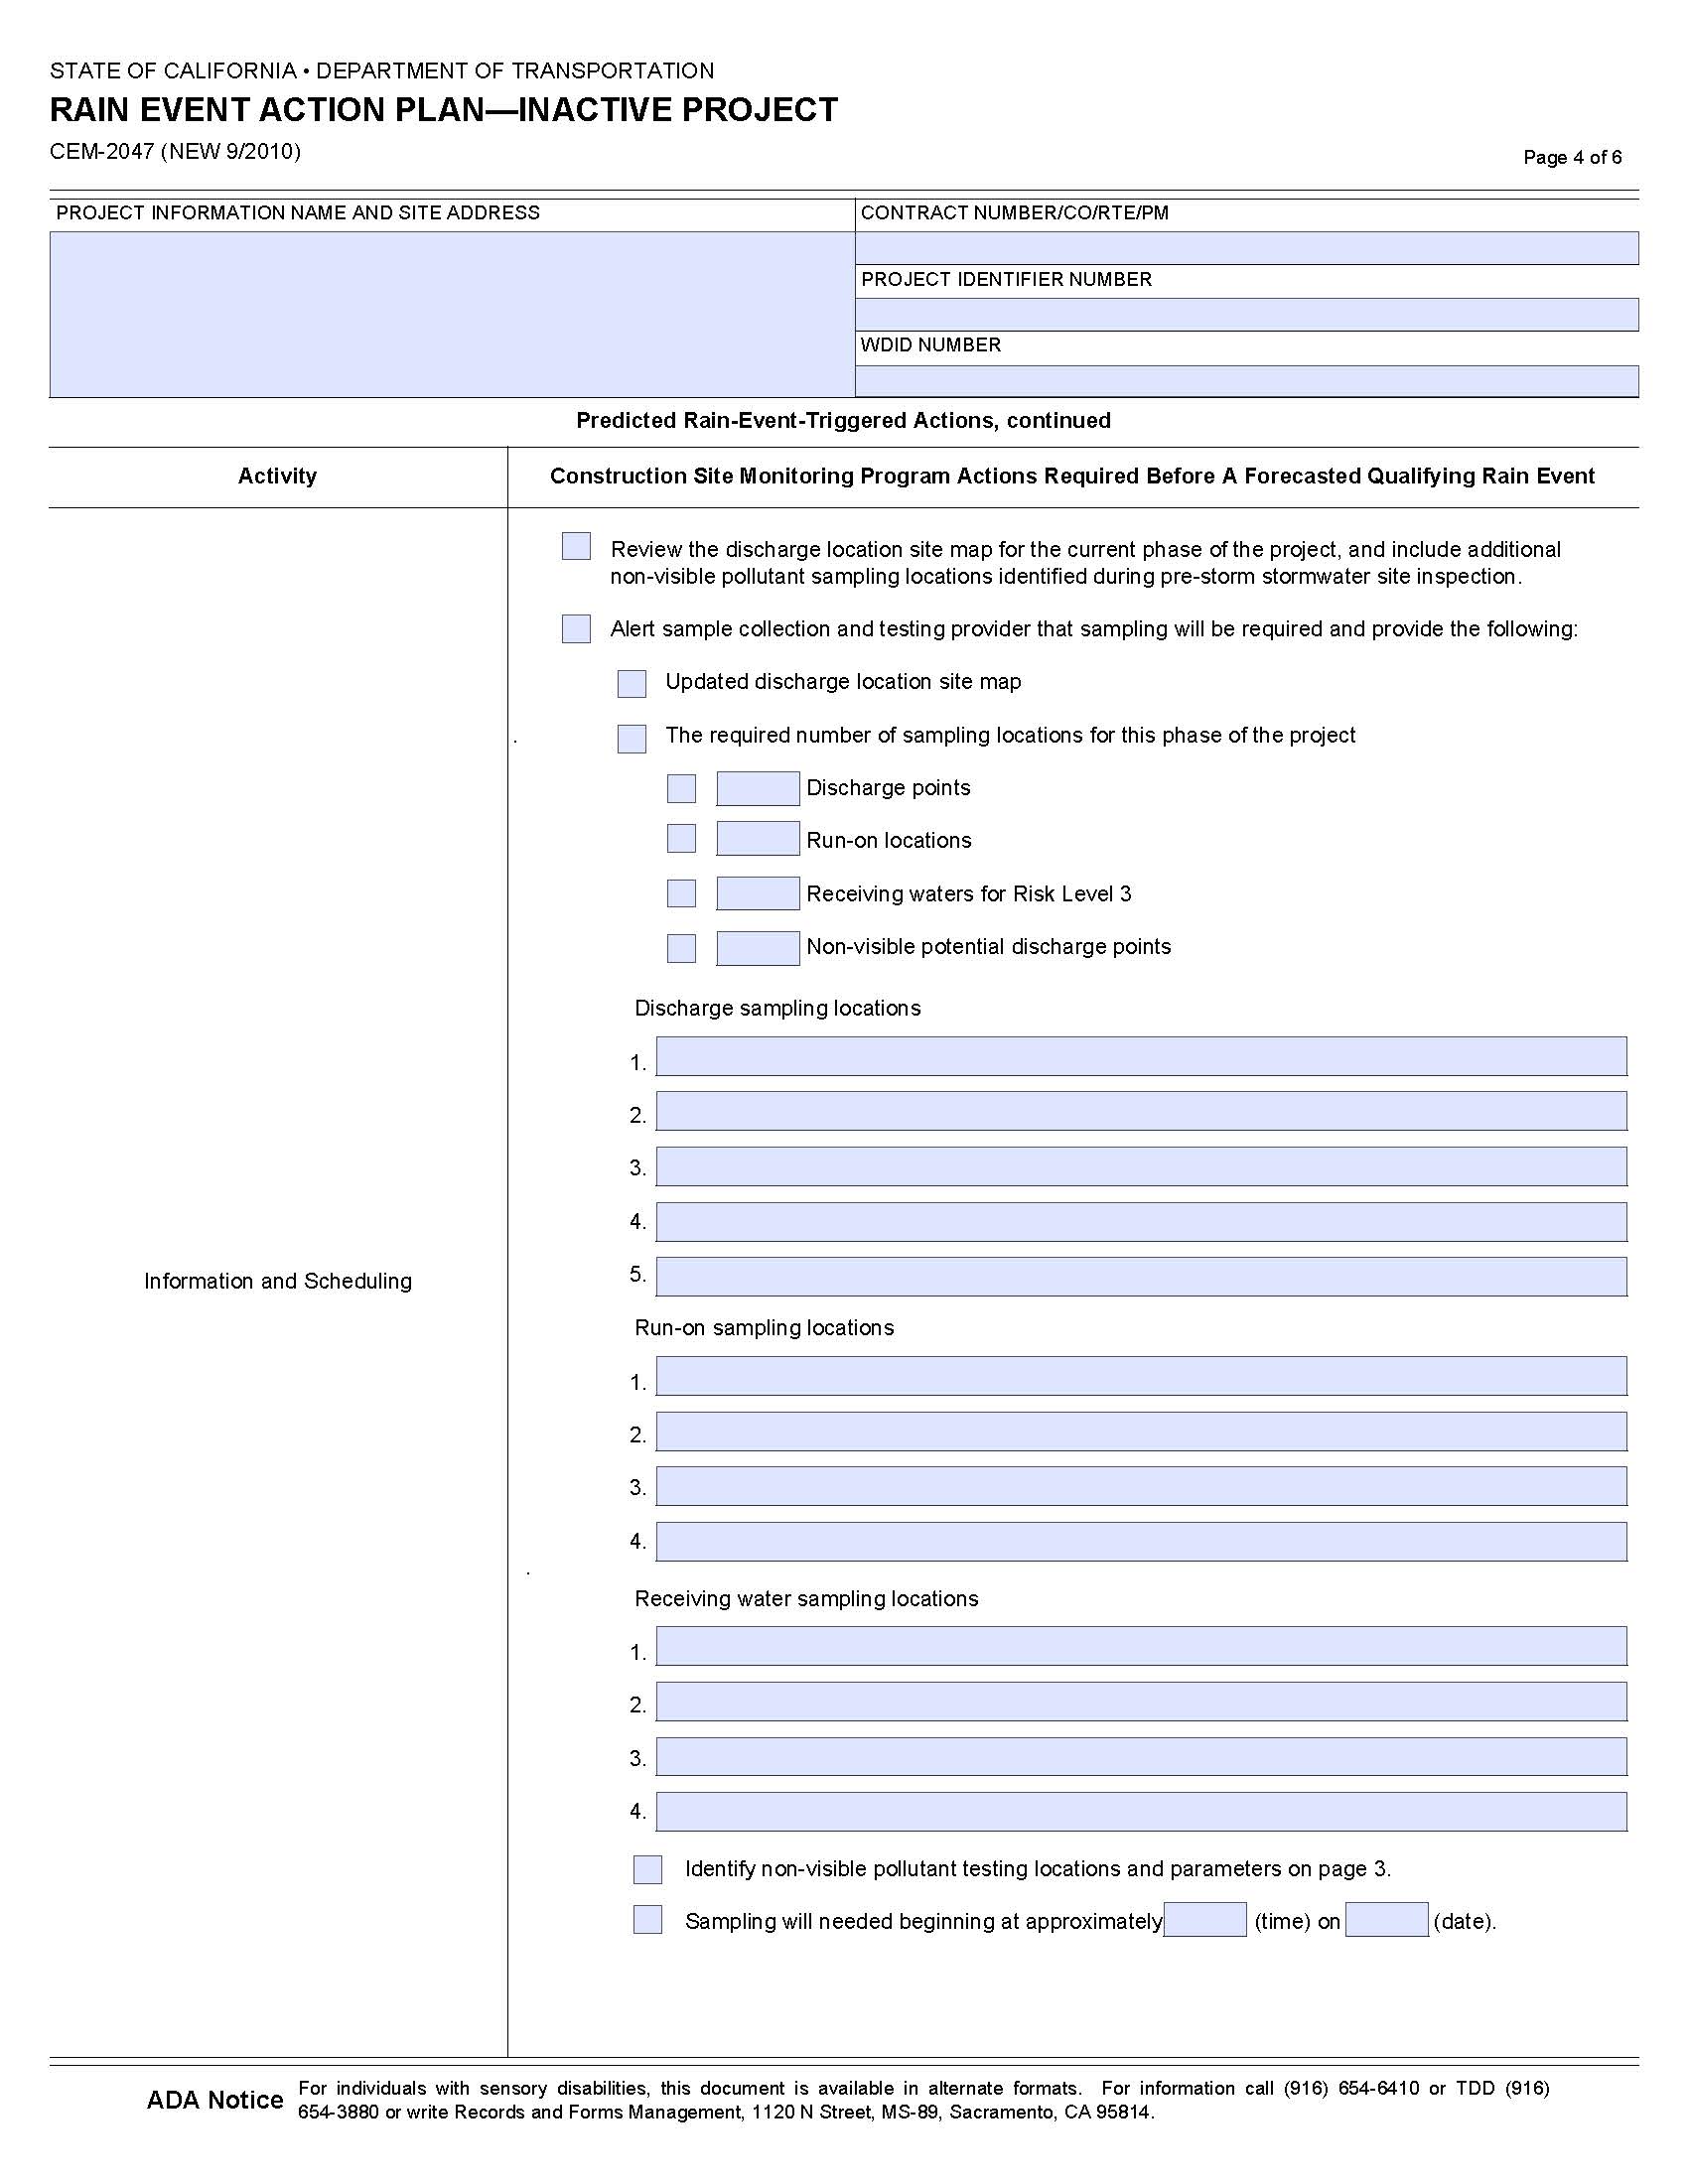 STATE OF CALIFORNIA • DEPARTMENT OF TRANSPORTATION
RAIN EVENT ACTION PLAN—INACTIVE PROJECT
CEM-2047 (NEW 9/2010)
Page 4 of 6
PROJECT INFORMATION NAME AND SITE ADDRESS
CONTRACT NUMBER/CO/RTE/PM
PROJECT IDENTIFIER NUMBER
WDID NUMBER
Predicted Rain-Event-Triggered Actions, continued
Activity
Construction Site Monitoring Program Actions Required Before A Forecasted Qualifying Rain Event
Information and Scheduling
Review the discharge location site map for the current phase of the project, and include additional
non-visible pollutant sampling locations identified during pre-storm stormwater site inspection.
Alert sample collection and testing provider that sampling will be required and provide the following:
Updated discharge location site map
The required number of sampling locations for this phase of the project
Discharge points
Run-on locations
Receiving waters for Risk Level 3
Non-visible potential discharge points
Discharge sampling locations
1.
2.
3.
4.
5.
Run-on sampling locations
1.
2.
3.
4.
Receiving water sampling locations
1.
2.
3.
4.
Identify non-visible pollutant testing locations and parameters on page 3.
Sampling will needed beginning at approximately (time) on (date).
ADA Notice
For individuals with sensory disabilities, this document is available in alternate formats. For information call (916) 654-6410 or TDD (916)
654-3880 or write Records and Forms Management, 1120 N Street, MS-89, Sacramento, CA 95814.